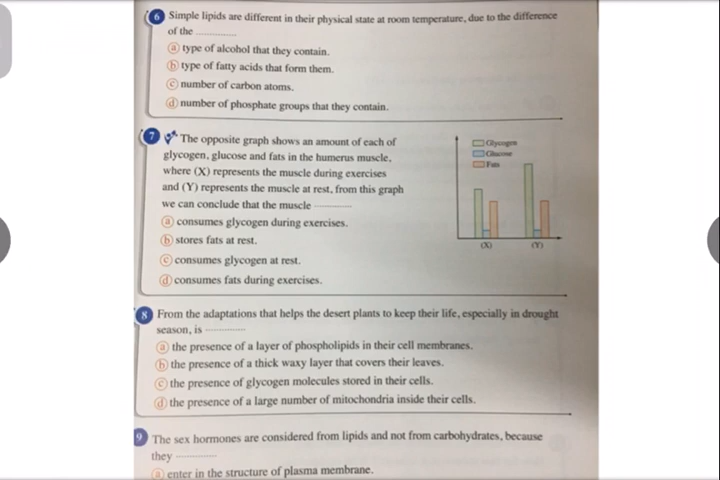 6 Simple lipids are different in their physical state at room temperature, due to the difference
of the ..............
a type of alcohol that they contain.
b type of fatty acids that form them.
c number of carbon atoms.
d number of phosphate groups that they contain.
7 The opposite graph shows an amount of each of
glycogen, glucose and fats in the humerus muscle,
where (X) represents the muscle during exercises
and (Y) represents the muscle at rest, from this graph
we can conclude that the muscle ..............
a consumes glycogen during exercises.
b stores fats at rest.
c consumes glycogen at rest.
d consumes fats during exercises.
Glycogen
Glucose
Fats
(X) (Y)
8 From the adaptations that helps the desert plants to keep their life, especially in drought
season, is ..............
a the presence of a layer of phospholipids in their cell membranes.
b the presence of a thick waxy layer that covers their leaves.
c the presence of glycogen molecules stored in their cells.
d the presence of a large number of mitochondria inside their cells.
9 The sex hormones are considered from lipids and not from carbohydrates, because
they ..............
a enter in the structure of plasma membrane.